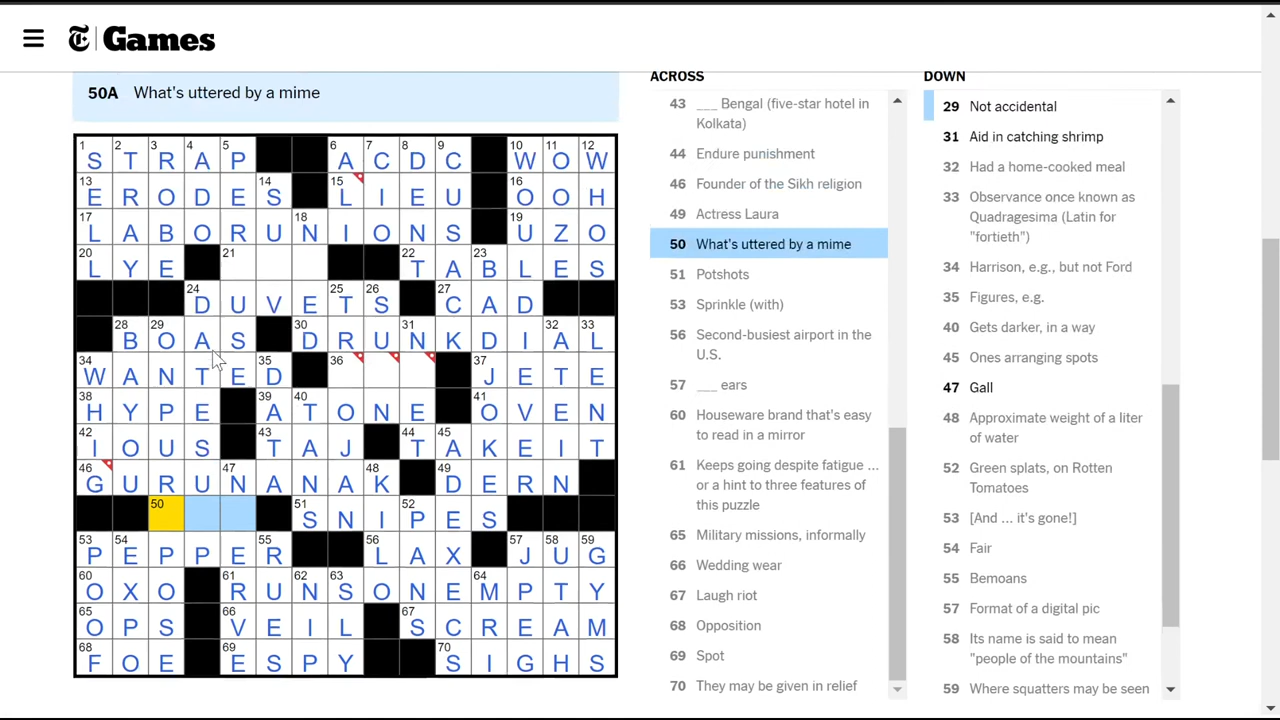 Games
50A What's uttered by a mime
ACROSS
43 ___ Bengal (five-star hotel in
Kolkata)
44 Endure punishment
46 Founder of the Sikh religion
49 Actress Laura
50 What's uttered by a mime
51 Potshots
53 Sprinkle (with)
56 Second-busiest airport in the
U.S.
57 ___ ears
60 Houseware brand that's easy
to read in a mirror
61 Keeps going despite fatigue ...
or a hint to three features of
this puzzle
65 Military missions, informally
66 Wedding wear
67 Laugh riot
68 Opposition
69 Spot
70 They may be given in relief
DOWN
29 Not accidental
31 Aid in catching shrimp
32 Had a home-cooked meal
33 Observance once known as
Quadragesima (Latin for
"fortieth")
34 Harrison, e.g., but not Ford
35 Figures, e.g.
40 Gets darker, in a way
45 Ones arranging spots
47 Gall
48 Approximate weight of a liter
of water
52 Green splats, on Rotten
Tomatoes
53 [And ... it's gone!]
54 Fair
55 Bemoans
57 Format of a digital pic
58 Its name is said to mean
"people of the mountains"
59 Where squatters may be seen
1 2 3 4 5 6 7 8 9 10 11 12
S T R A P A C D C W O W
13 14 15 16
E R O D E S L I E U O O H
17 18 19
L A B O R U N I O N S U Z O
20 21 22 23
L Y E T A B L E S
24 25 26 27
D U V E T S C A D
28 29 30 31 32 33
B O A S D R U N K D I A L
34 35 36 37
W A N T E D J E T E
38 39 40 41
H Y P E A T O N E O V E N
42 43 44 45
I O U S T A J T A K E I T
46 47 48 49
G U R U N A N A K D E R N
50 51 52
S N I P E S
53 54 55 56 57 58 59
P E P P E R L A X J U G
60 61 62 63 64
O X O R U N S O N E M P T Y
65 66 67
O P S V E I L S C R E A M
68 69 70
F O E E S P Y S I G H S